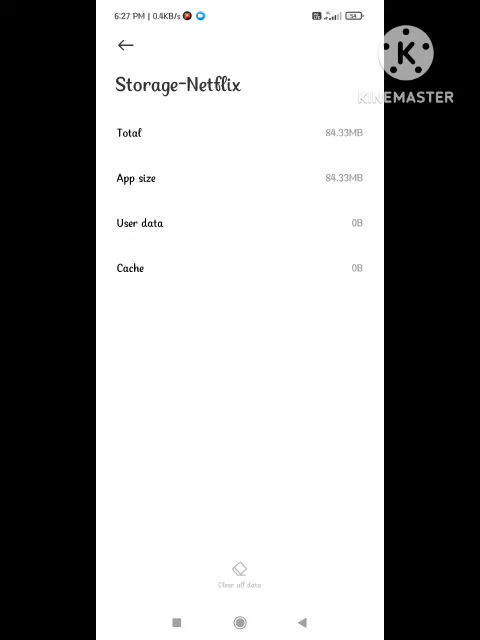 6:27 PM | 0.4KB/s 54
K
KINEMASTER
Storage-Netflix
Total 84.33MB
App size 84.33MB
User data 0B
Cache 0B
Clear all data